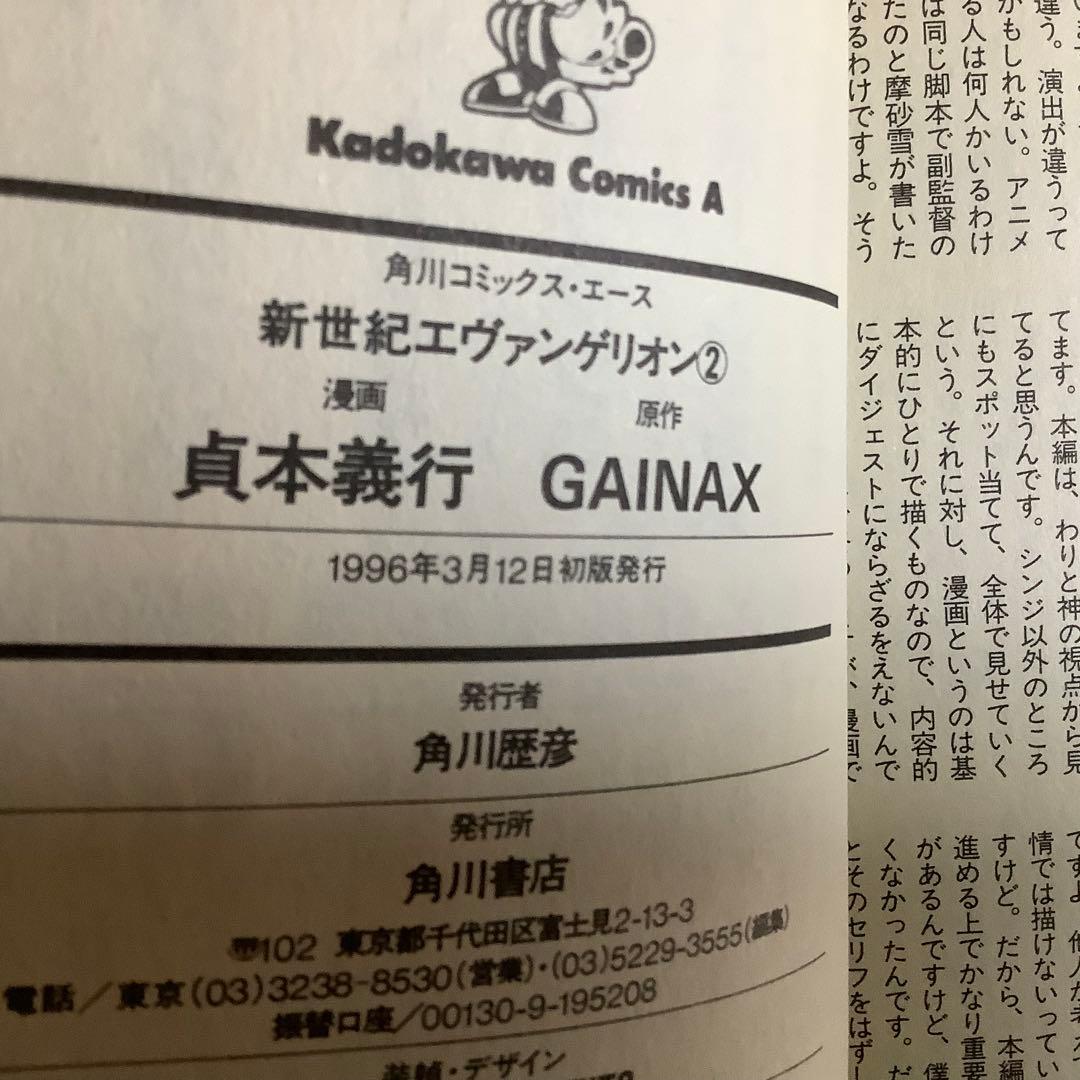 Kadokawa Comics A
角川コミックス・エース
新世紀エヴァンゲリオン②
漫画 原作
貞本義行 GAINAX
1996年3月12日初版発行
発行者
角川歴彦
発行所
角川書店
〠102 東京都千代田区富士見2-13-3
電話／東京(03)3238-8530(営業)・(03)5229-3555(編集)
振替口座／00130-9-195208
装幀・デザイン
違う。演出が違うって
かもしれない。アニメ
る人は何人かいるわけ
は同じ脚本で副監督の
たのと摩砂雪が書いた
なるわけですよ。そう
てます。本編は、わりと神の視点から見
てると思うんです。シンジ以外のところ
にもスポット当てて、全体で見せていく
という。それに対し、漫画というのは基
本的にひとりで描くものなので、内容的
にダイジェストにならざるをえないんで
情では描けないってい
すけど。だから、本編
進める上でかなり重要
があるんですけど、僕
くなかったんです。だ
とそのセリフをはずー